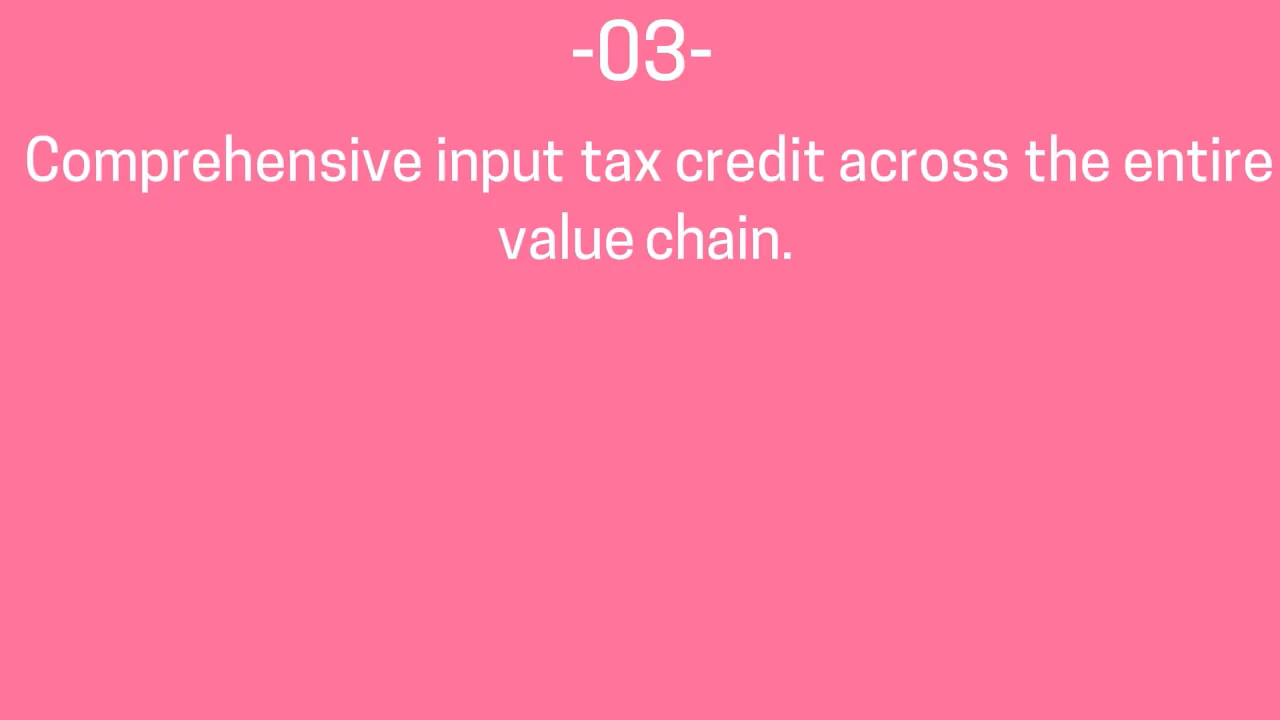 -03-
Comprehensive input tax credit across the entire
value chain.